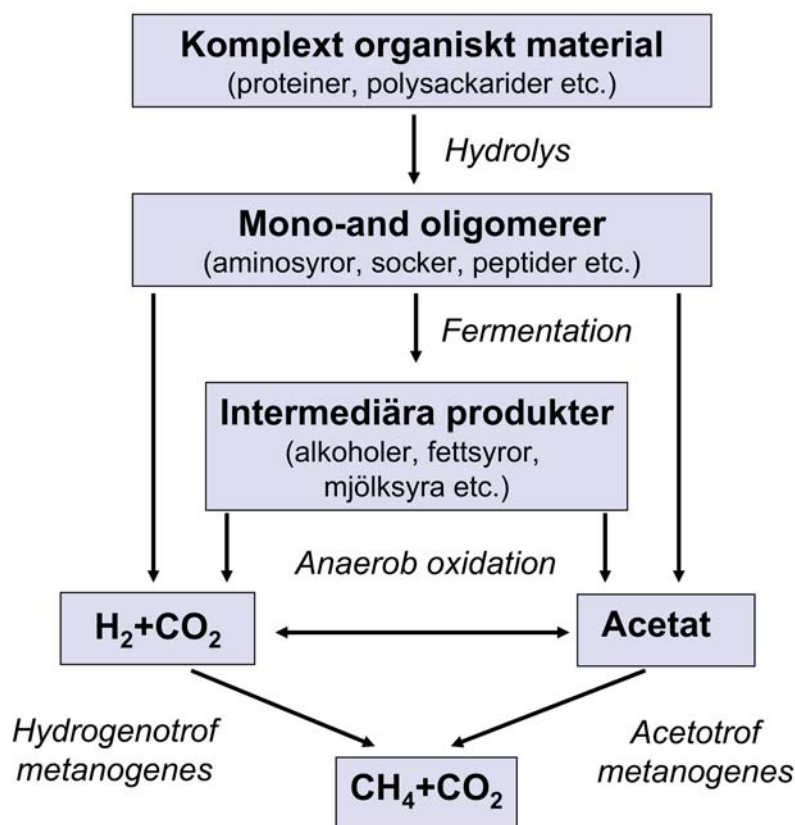 Komplext organiskt material
(proteiner, polysackarider etc.)
Hydrolys
Mono-and oligomerer
(aminosyror, socker, peptider etc.)
Fermentation
Intermediära produkter
(alkoholer, fettsyror,
mjölksyra etc.)
Anaerob oxidation
H₂+CO₂
Acetat
Hydrogenotrof
metanogenes
Acetotrof
metanogenes
CH₄+CO₂